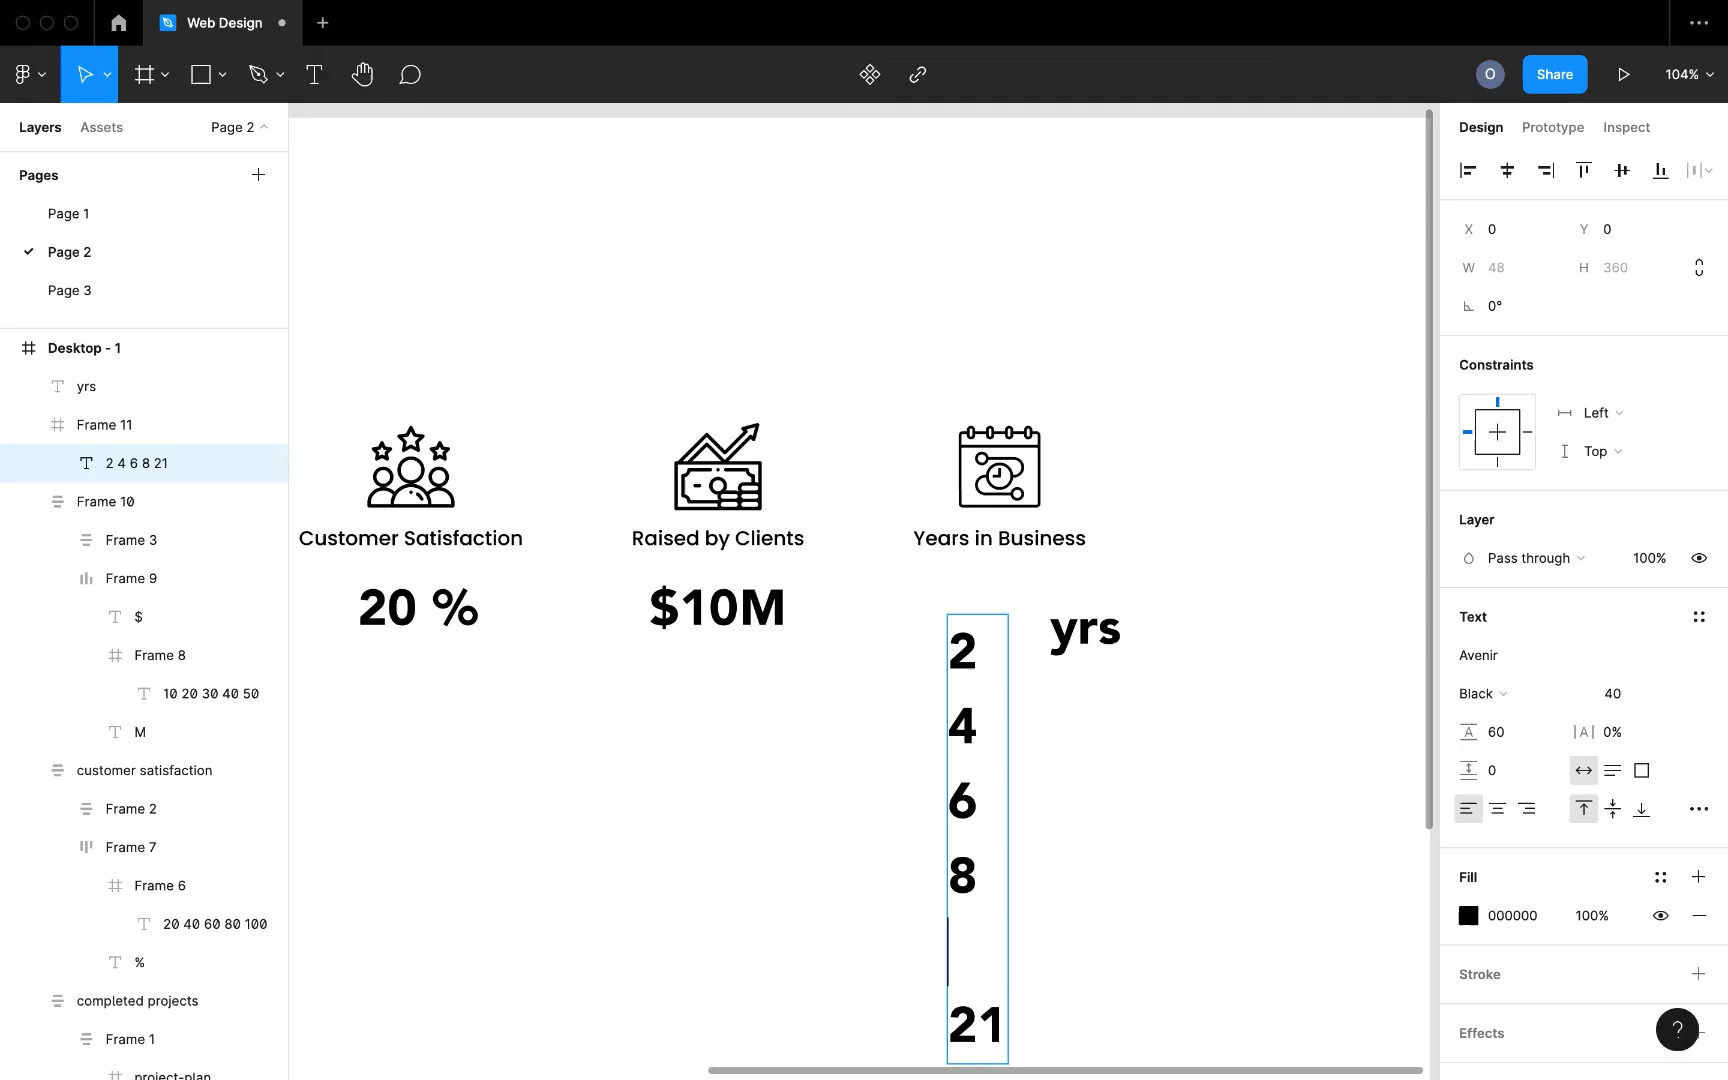 Web Design
O
Share
104%
Layers
Assets
Page 2
Pages
Page 1
Page 2
Page 3
Desktop - 1
yrs
Frame 11
2 4 6 8 21
Frame 10
Frame 3
Frame 9
$
Frame 8
10 20 30 40 50
M
customer satisfaction
Frame 2
Frame 7
Frame 6
20 40 60 80 100
%
completed projects
Frame 1
project-plan
Customer Satisfaction
20 %
Raised by Clients
$10M
Years in Business
2
yrs
4
6
8
21
Design
Prototype
Inspect
X 0
Y 0
W 48
H 360
0°
Constraints
Left
Top
Layer
Pass through
100%
Text
Avenir
Black
40
A 60
|A| 0%
0
Fill
000000
100%
Stroke
Effects
?